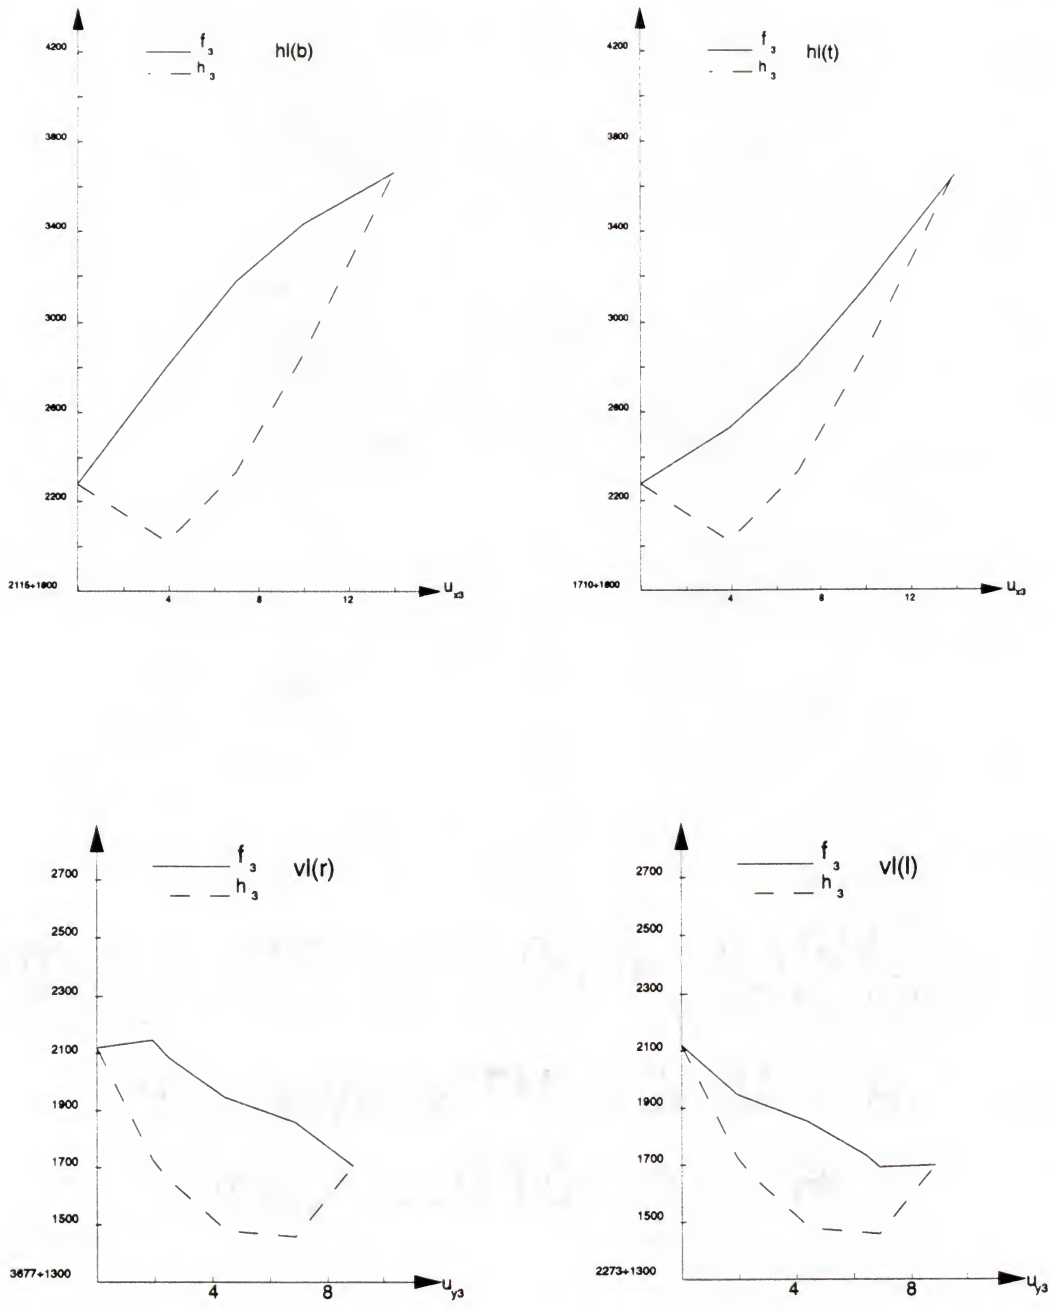 4200
f3 hl(b)
h3
3800
3400
3000
2600
2200
2115+1800
4 8 12 ux3
4200
f3 hl(t)
h3
3800
3400
3000
2600
2200
1710+1800
4 8 12 ux3
f3 vl(r)
2700
h3
2500
2300
2100
1900
1700
1500
3677+1300
4 8 uy3
f3 vl(l)
2700
h3
2500
2300
2100
1900
1700
1500
2273+1300
4 8 uy3